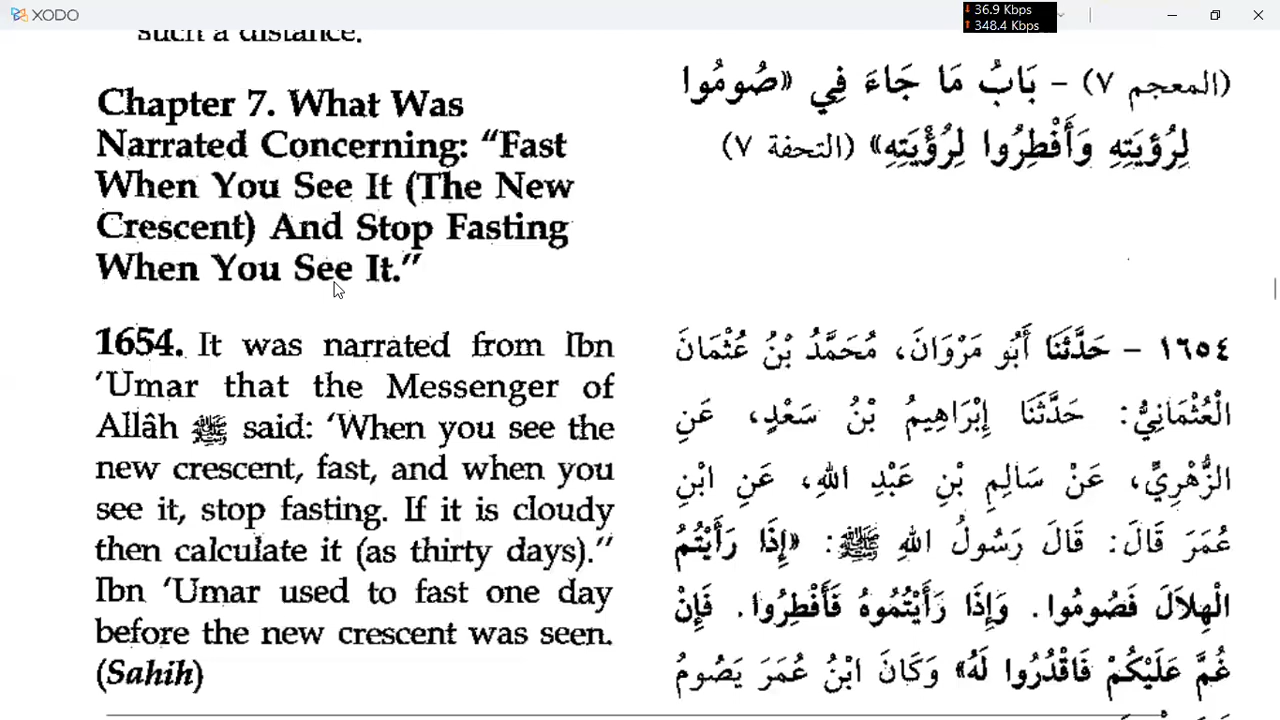 XODO
36.9 Kbps
348.4 Kbps
such a distance.
Chapter 7. What Was
Narrated Concerning: “Fast
When You See It (The New
Crescent) And Stop Fasting
When You See It.”
(المعجم ٧) – بَابُ مَا جَاءَ فِي «صُومُوا
لِرُؤيَتِهِ وَأَفْطِرُوا لِرُؤْيَتِهِ» (التحفة ٧)
1654. It was narrated from Ibn
‘Umar that the Messenger of
Allâh ﷺ said: ‘When you see the
new crescent, fast, and when you
see it, stop fasting. If it is cloudy
then calculate it (as thirty days).”
Ibn ‘Umar used to fast one day
before the new crescent was seen.
(Sahih)
١٦٥٤ – حَدَّثَنَا أَبُو مَرْوَانَ، مُحَمَّدُ بْنُ عُثْمَانَ
الْعُثْمَانِيُّ: حَدَّثَنَا إِبْرَاهِيمُ بْنُ سَعْدٍ، عَنِ
الزُّهْرِيِّ، عَنْ سَالِمِ بْنِ عَبْدِ اللهِ، عَنِ ابْنِ
عُمَرَ قَالَ: قَالَ رَسُولُ اللهِ ﷺ: «إِذَا رَأَيْتُمُ
الْهِلاَلَ فَصُومُوا. وَإِذَا رَأَيْتُمُوهُ فَأَفْطِرُوا. فَإِنْ
غُمَّ عَلَيْكُمْ فَاقْدُرُوا لَهُ» وَكَانَ ابْنُ عُمَرَ يَصُومُ